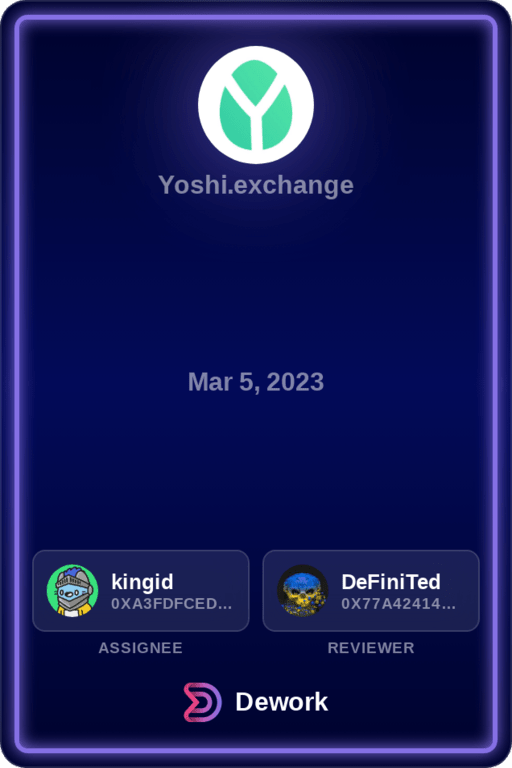 Yoshi.exchange
Mar 5, 2023
kingid
0XA3FDFCED...
DeFiniTed
0X77A42414...
ASSIGNEE
REVIEWER
Dework